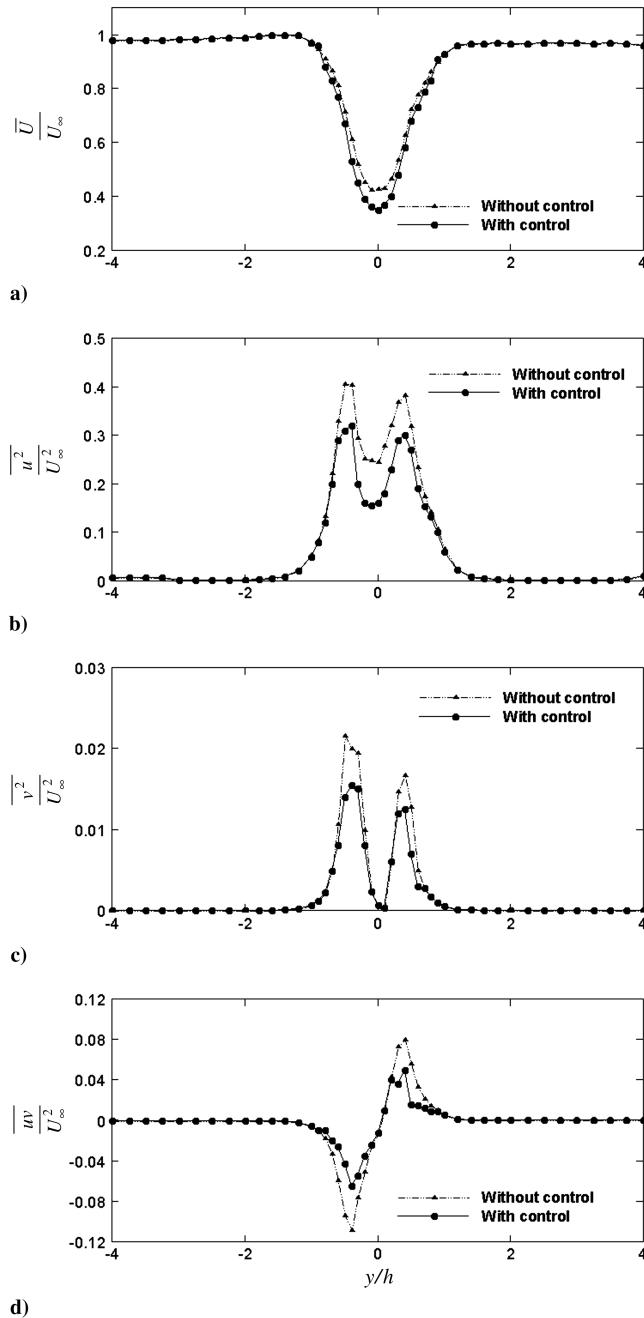 1
0.8
0.6
0.4
0.2
U̅ / U∞
Without control
With control
-4 -2 0 2 4
a)
0.5
0.4
0.3
0.2
0.1
0
u² / U²∞
Without control
With control
-4 -2 0 2 4
b)
0.03
0.02
0.01
0
v² / U²∞
Without control
With control
-4 -2 0 2 4
c)
0.12
0.08
0.04
0.00
-0.04
-0.08
-0.12
uv / U²∞
Without control
With control
-4 -2 0 2 4
y/h
d)